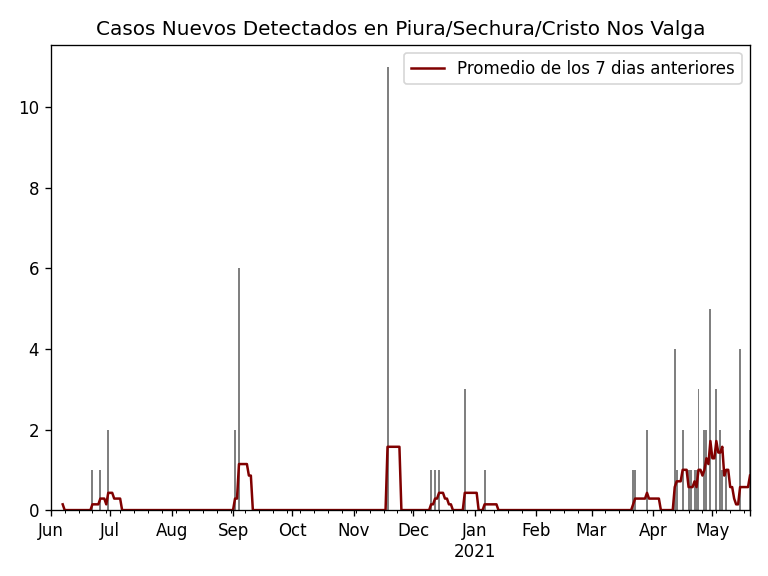 Casos Nuevos Detectados en Piura/Sechura/Cristo Nos Valga
Promedio de los 7 dias anteriores
10
8
6
4
2
0
Jun Jul Aug Sep Oct Nov Dec Jan Feb Mar Apr May
2021